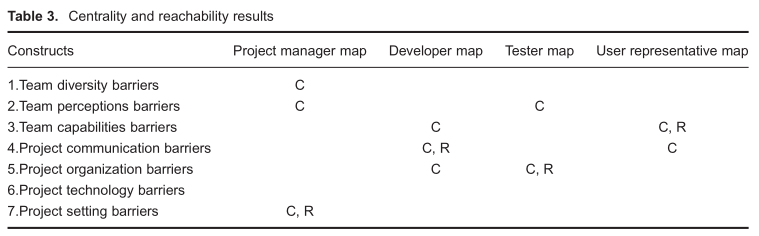 Table 3. Centrality and reachability results
Constructs Project manager map Developer map Tester map User representative map
1.Team diversity barriers C
2.Team perceptions barriers C C
3.Team capabilities barriers C C, R
4.Project communication barriers C, R C
5.Project organization barriers C C, R
6.Project technology barriers
7.Project setting barriers C, R